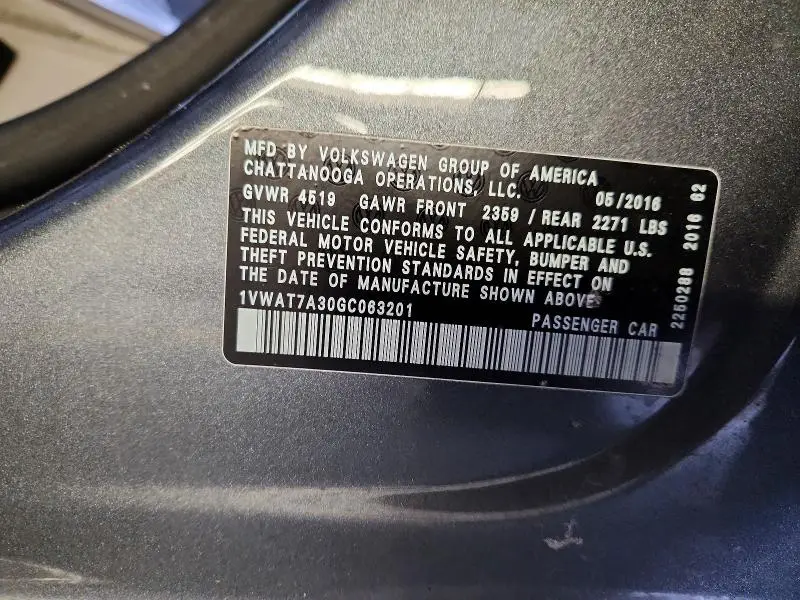 MFD BY VOLKSWAGEN GROUP OF AMERICA
CHATTANOOGA OPERATIONS, LLC. 05/2016
GVWR 4519 GAWR FRONT 2359 / REAR 2271 LBS
THIS VEHICLE CONFORMS TO ALL APPLICABLE U.S.
FEDERAL MOTOR VEHICLE SAFETY, BUMPER AND
THEFT PREVENTION STANDARDS IN EFFECT ON
THE DATE OF MANUFACTURE SHOWN ABOVE.
1VWAT7A30GC063201 PASSENGER CAR
2250288 2016 G2